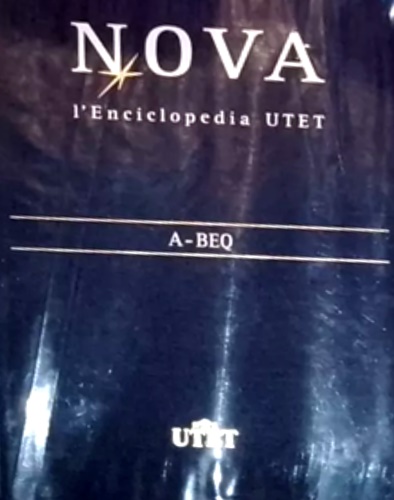 NOVA
l'Enciclopedia UTET
A-BEQ
UTET